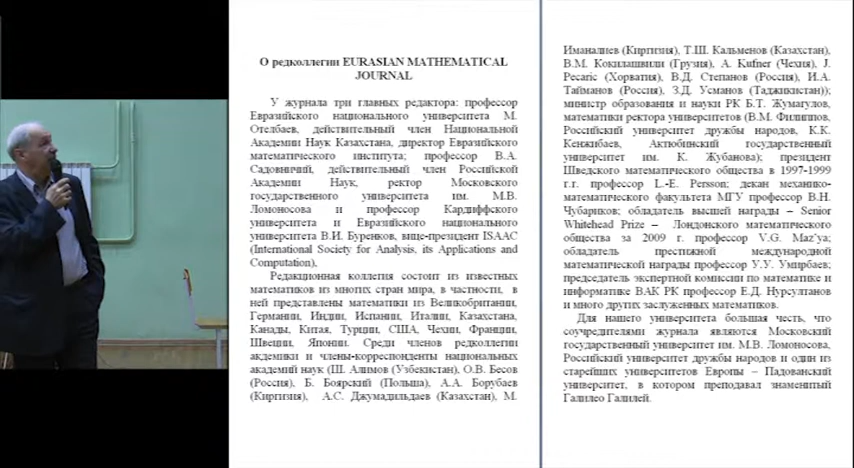 О редколлегии EURASIAN MATHEMATICAL
JOURNAL
У журнала три главных редактора: профессор
Евразийского национального университета М.
Отелбаев, действительный член Национальной
Академии Наук Казахстана, директор Евразийского
математического института; профессор В.А.
Садовничий, действительный член Российской
Академии Наук, ректор Московского
государственного университета им. М.В.
Ломоносова и профессор Кардиффского
университета и Евразийского национального
университета В.И. Буренков, вице-президент ISAAC
(International Society for Analysis, its Applications and
Computation).
Редакционная коллегия состоит из известных
математиков из многих стран мира, в частности, в
ней представлены математики из Великобритании,
Германии, Индии, Испании, Италии, Казахстана,
Канады, Китая, Турции, США, Чехии, Франции,
Швеции, Японии. Среди членов редколлегии
акдемики и члены-корреспонденты национальных
академий наук (Ш. Алимов (Узбекистан), О.В. Бесов
(Россия), Б. Боярский (Польша), А.А. Борубаев
(Киргизия), А.С. Джумадильдаев (Казахстан), М.
Иманалиев (Киргизия), Т.Ш. Кальменов (Казахстан),
В.М. Кокилашвили (Грузия), A. Kufner (Чехия), J.
Pecaric (Хорватия), В.Д. Степанов (Россия), И.А.
Тайманов (Россия), З.Д. Усманов (Таджикистан));
министр образования и науки РК Б.Т. Жумагулов,
математики ректора университетов (В.М. Филиппов,
Российский университет дружбы народов, К.К.
Кенжибаев, Актюбинский государственный
университет им. К. Жубанова); президент
Шведского математического общества в 1997-1999
г.г. профессор L.-E. Persson; декан механико-
математического факультета МГУ профессор В.Н.
Чубариков; обладатель высшей награды – Senior
Whitehead Prize – Лондонского математического
общества за 2009 г. профессор V.G. Maz'ya;
обладатель престижной международной
математической награды профессор У.У. Умирбаев;
председатель экспертной комиссии по математике и
информатике ВАК РК профессор Е.Д. Нурсултанов
и много других заслуженных математиков.
Для нашего университета большая честь, что
соучредителями журнала являются Московский
государственный университет им. М.В. Ломоносова,
Российский университет дружбы народов и один из
старейших университетов Европы – Падованский
университет, в котором преподавал знаменитый
Галилео Галилей.